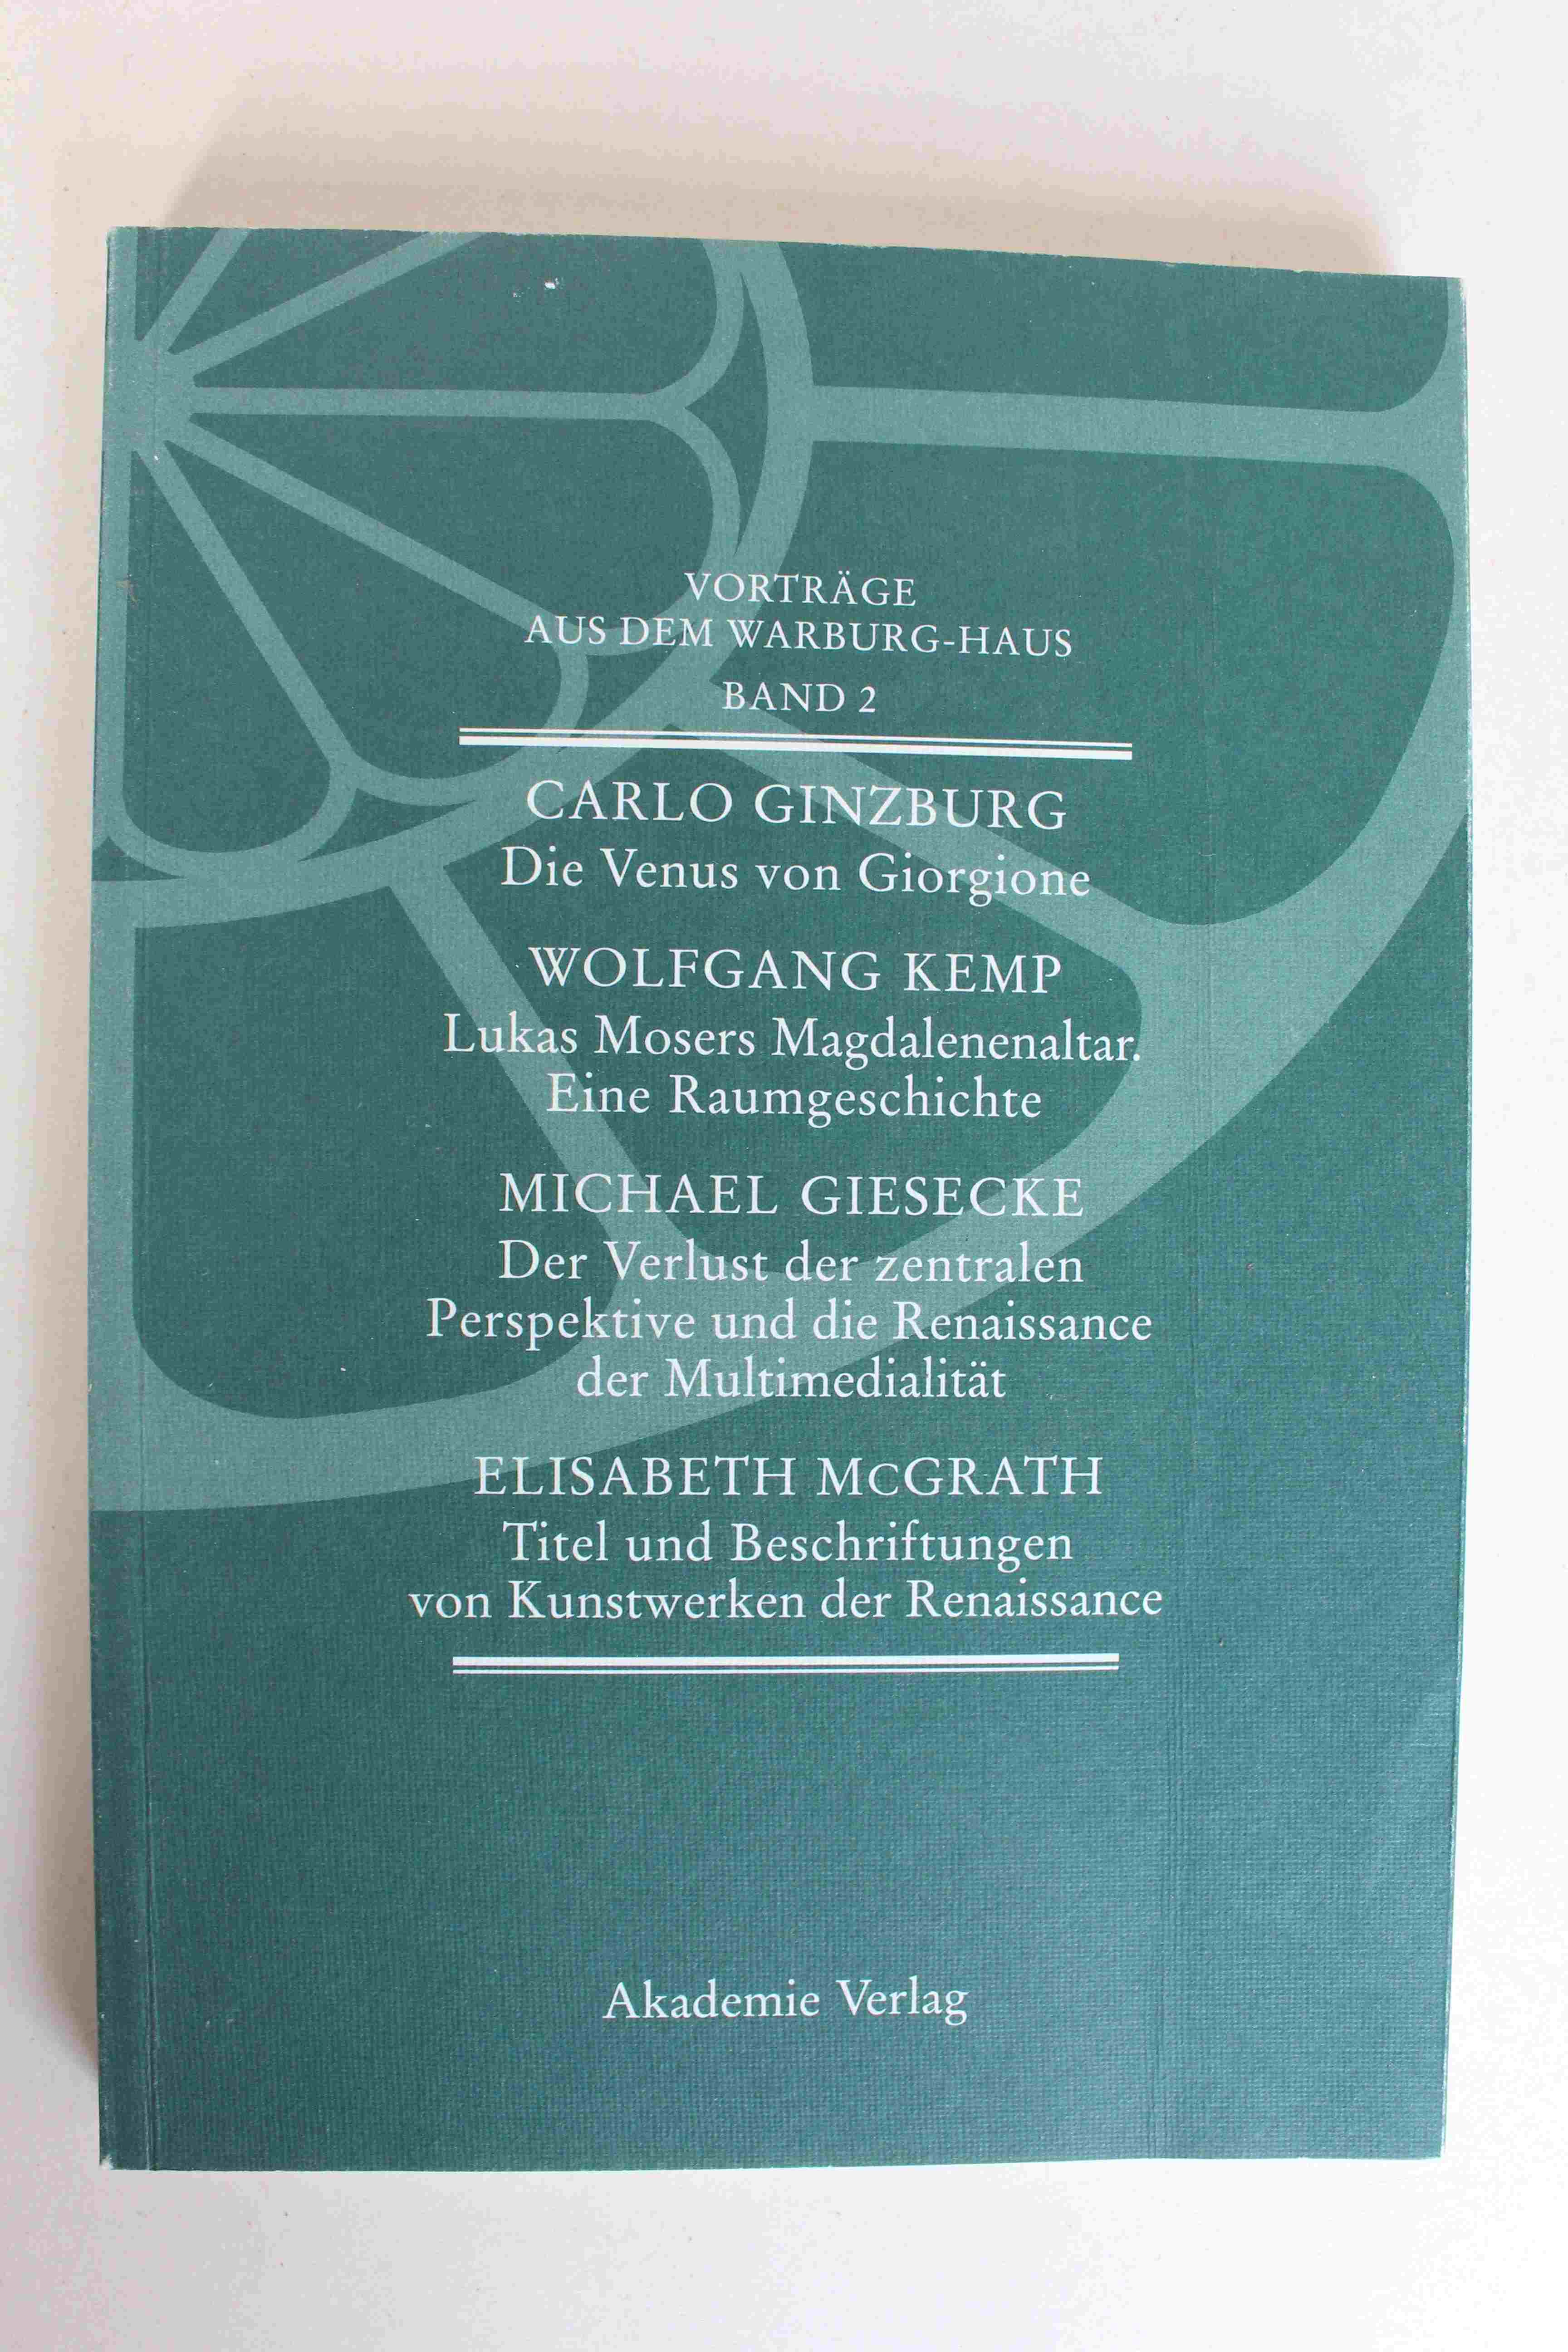 VORTRÄGE
AUS DEM WARBURG-HAUS
BAND 2
CARLO GINZBURG
Die Venus von Giorgione
WOLFGANG KEMP
Lukas Mosers Magdalenenaltar.
Eine Raumgeschichte
MICHAEL GIESECKE
Der Verlust der zentralen
Perspektive und die Renaissance
der Multimedialität
ELISABETH MCGRATH
Titel und Beschriftungen
von Kunstwerken der Renaissance
Akademie Verlag